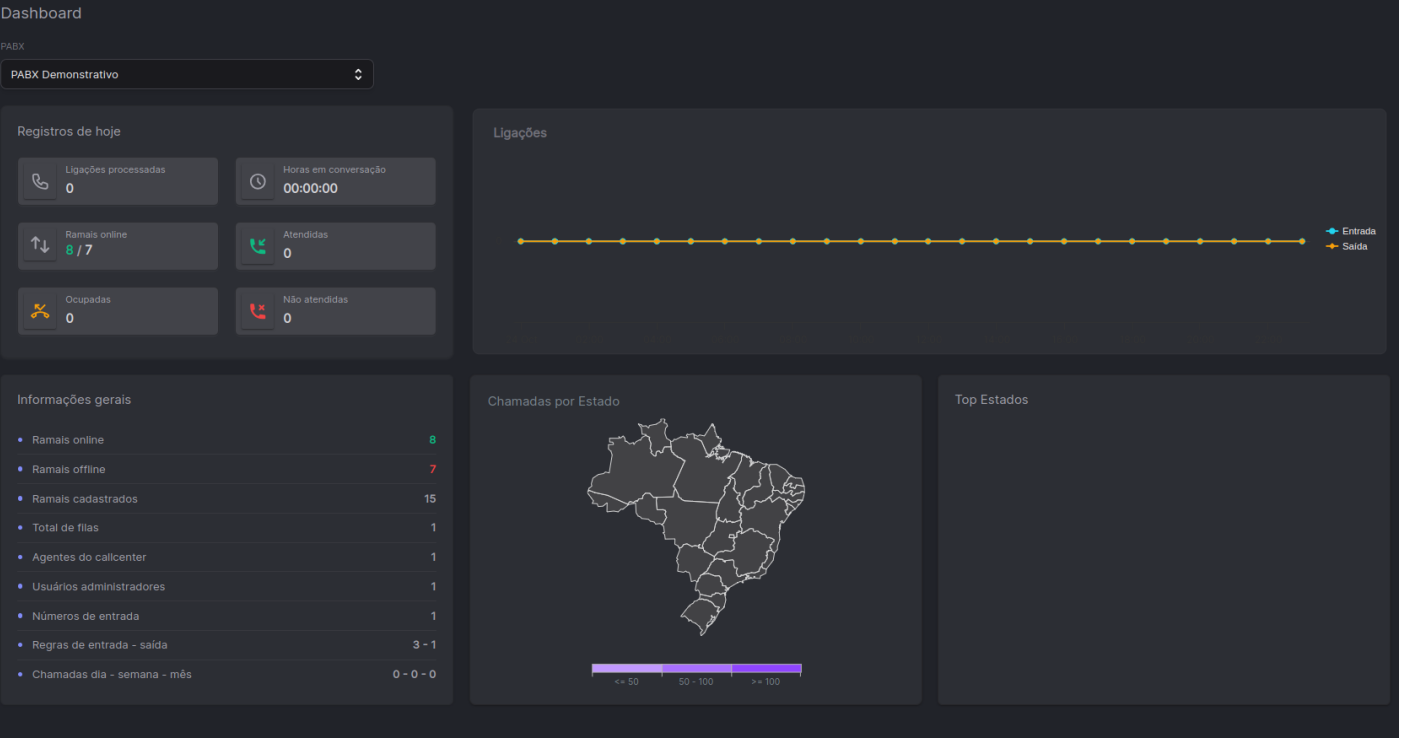 Dashboard
PABX
PABX Demonstrativo
Registros de hoje
Ligações processadas
0
Horas em conversação
00:00:00
Ramais online
8 / 7
Atendidas
0
Ocupadas
0
Não atendidas
0
Ligações
Entrada
Saída
Informações gerais
Ramais online 8
Ramais offline 7
Ramais cadastrados 15
Total de filas 1
Agentes do callcenter 1
Usuários administradores 1
Números de entrada 1
Regras de entrada - saída 3 - 1
Chamadas dia - semana - mês 0 - 0 - 0
Chamadas por Estado
<= 50 50 - 100 >= 100
Top Estados